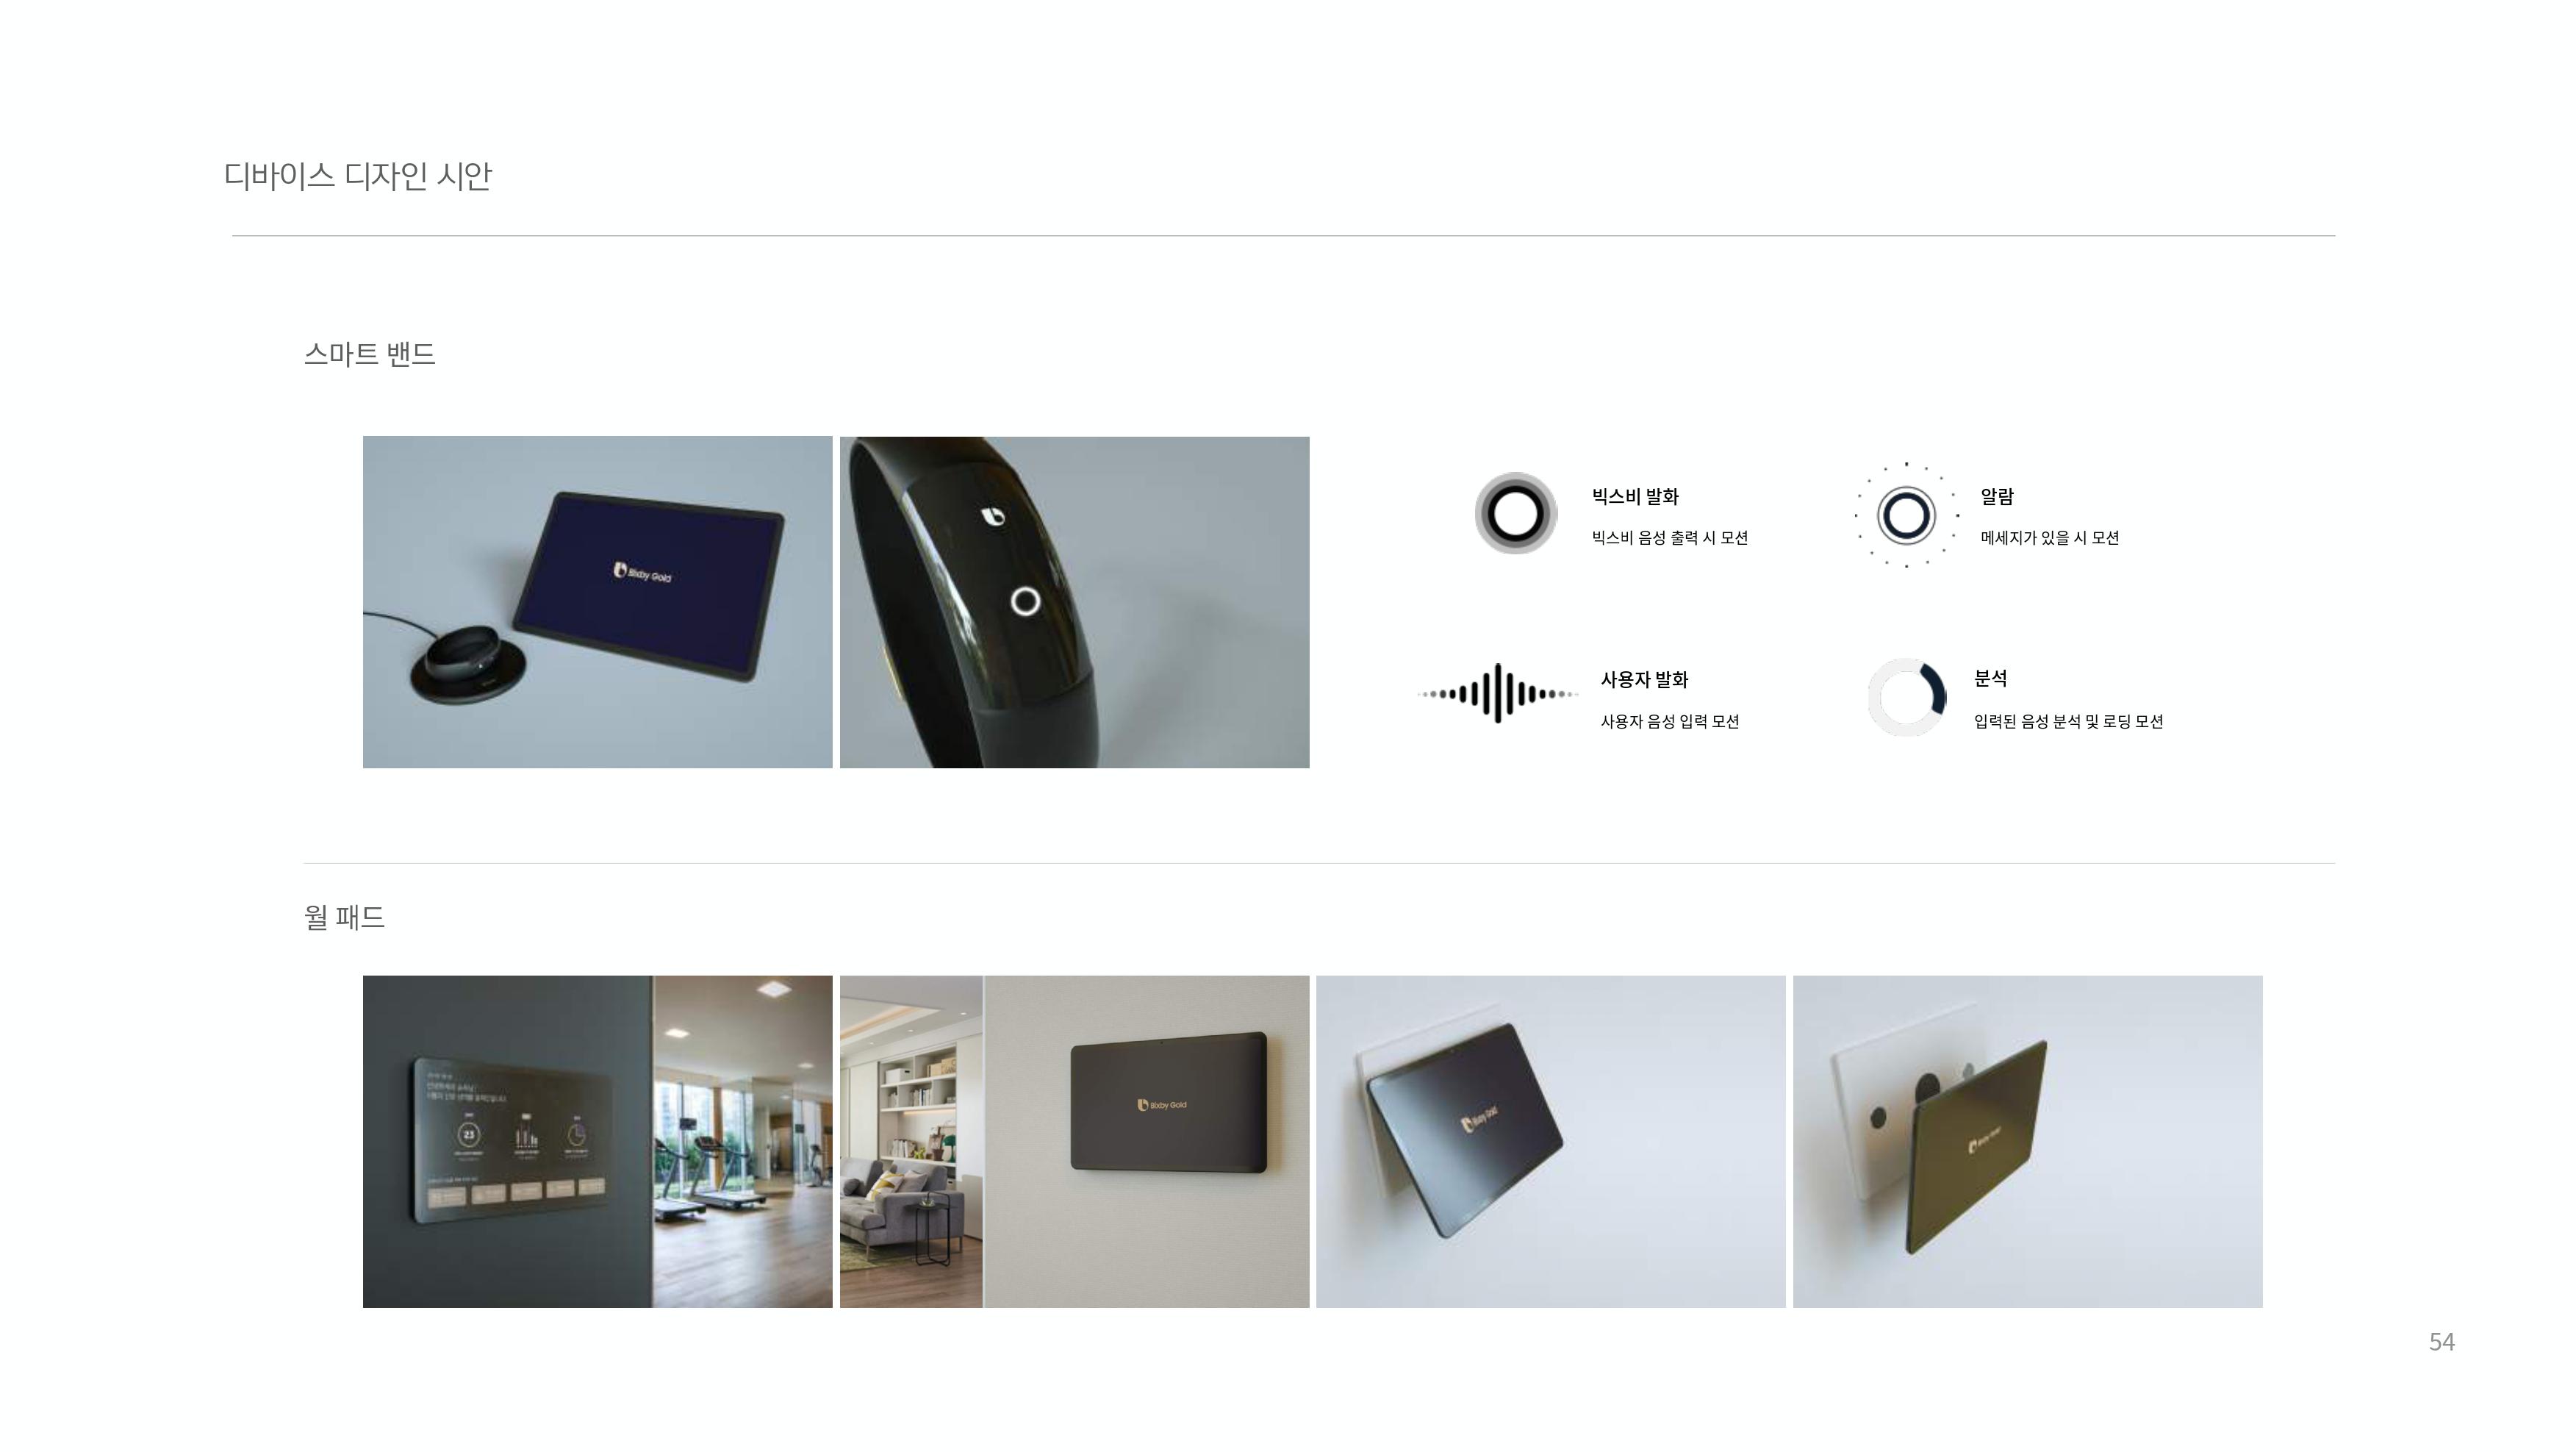 디바이스 디자인 시안
스마트 밴드
Bixby Gold
빅스비 발화
빅스비 음성 출력 시 모션
알람
메세지가 있을 시 모션
사용자 발화
사용자 음성 입력 모션
분석
입력된 음성 분석 및 로딩 모션
월 패드
23
Bixby Gold
Bixby Gold
54